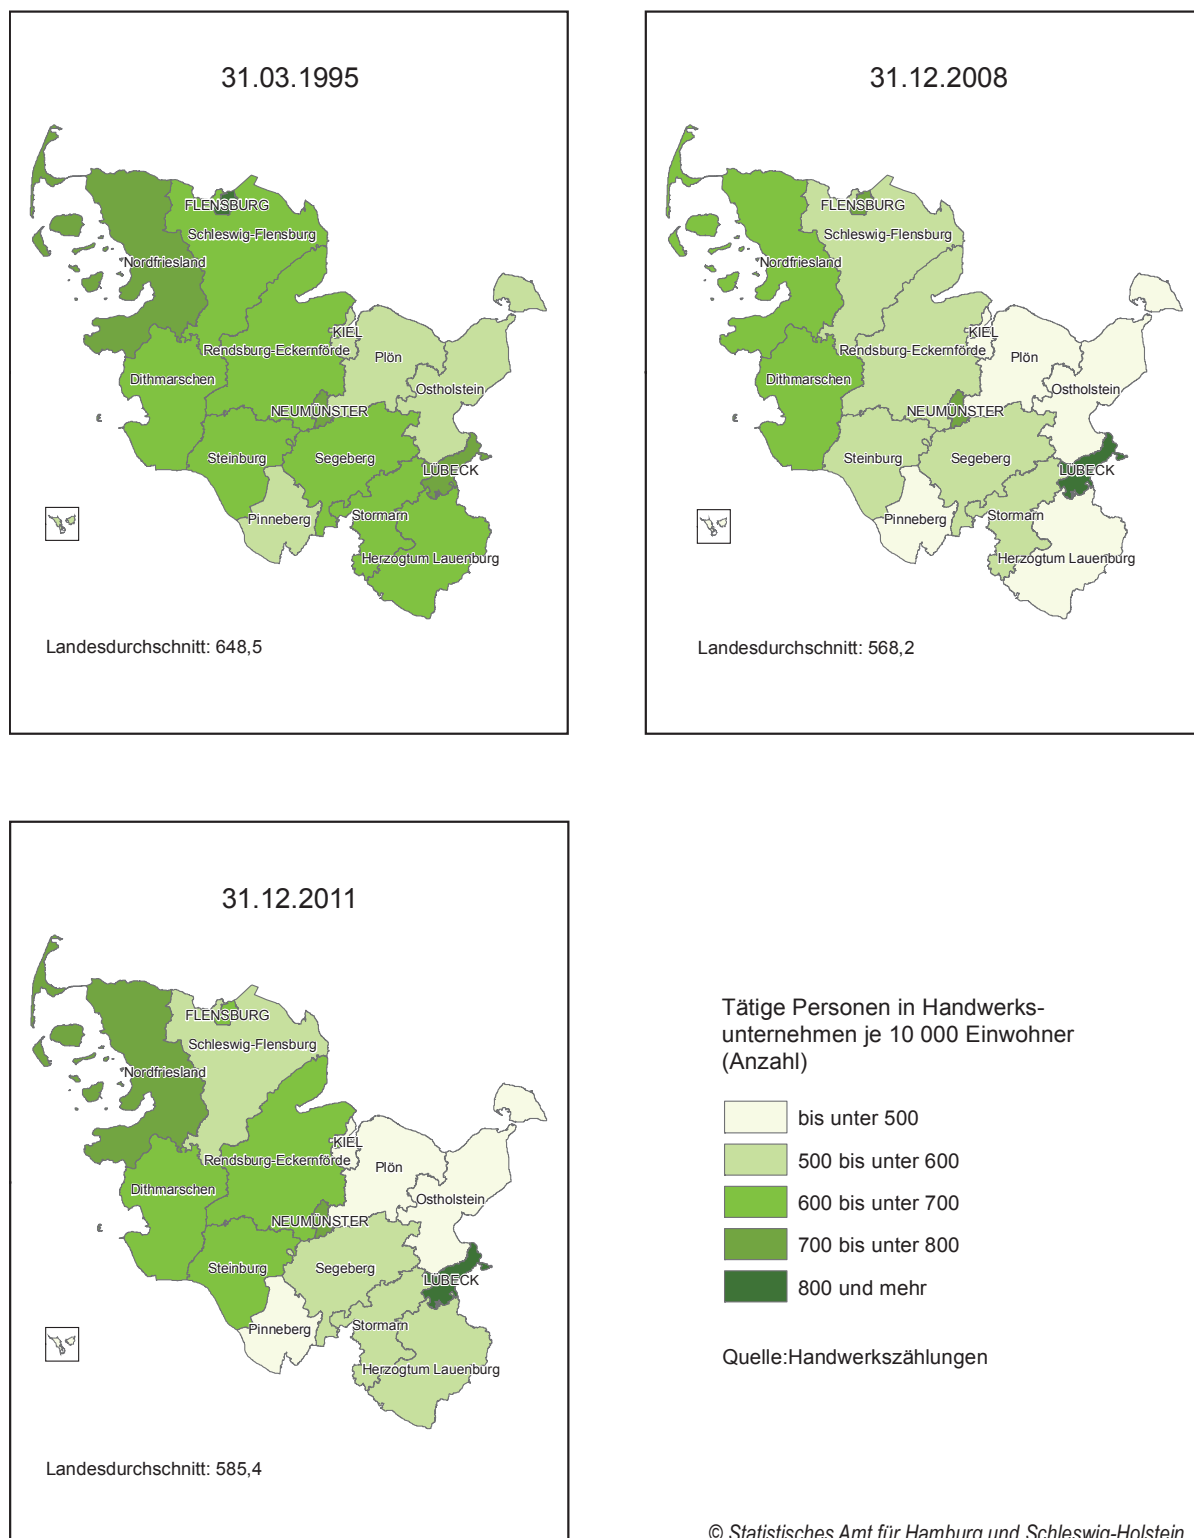 31.03.1995
FLENSBURG
Schleswig-Flensburg
Nordfriesland
KIEL
Rendsburg-Eckernförde
Plön
Dithmarschen
Ostholstein
NEUMÜNSTER
Steinburg
Segeberg
LÜBECK
Pinneberg
Stormarn
Herzogtum Lauenburg
Landesdurchschnitt: 648,5
31.12.2008
FLENSBURG
Schleswig-Flensburg
Nordfriesland
KIEL
Rendsburg-Eckernförde
Plön
Dithmarschen
Ostholstein
NEUMÜNSTER
Steinburg
Segeberg
LÜBECK
Pinneberg
Stormarn
Herzogtum Lauenburg
Landesdurchschnitt: 568,2
31.12.2011
FLENSBURG
Schleswig-Flensburg
Nordfriesland
KIEL
Rendsburg-Eckernförde
Plön
Dithmarschen
Ostholstein
NEUMÜNSTER
Steinburg
Segeberg
LÜBECK
Pinneberg
Stormarn
Herzogtum Lauenburg
Landesdurchschnitt: 585,4
Tätige Personen in Handwerks-
unternehmen je 10 000 Einwohner
(Anzahl)
bis unter 500
500 bis unter 600
600 bis unter 700
700 bis unter 800
800 und mehr
Quelle:Handwerkszählungen
© Statistisches Amt für Hamburg und Schleswig-Holstein